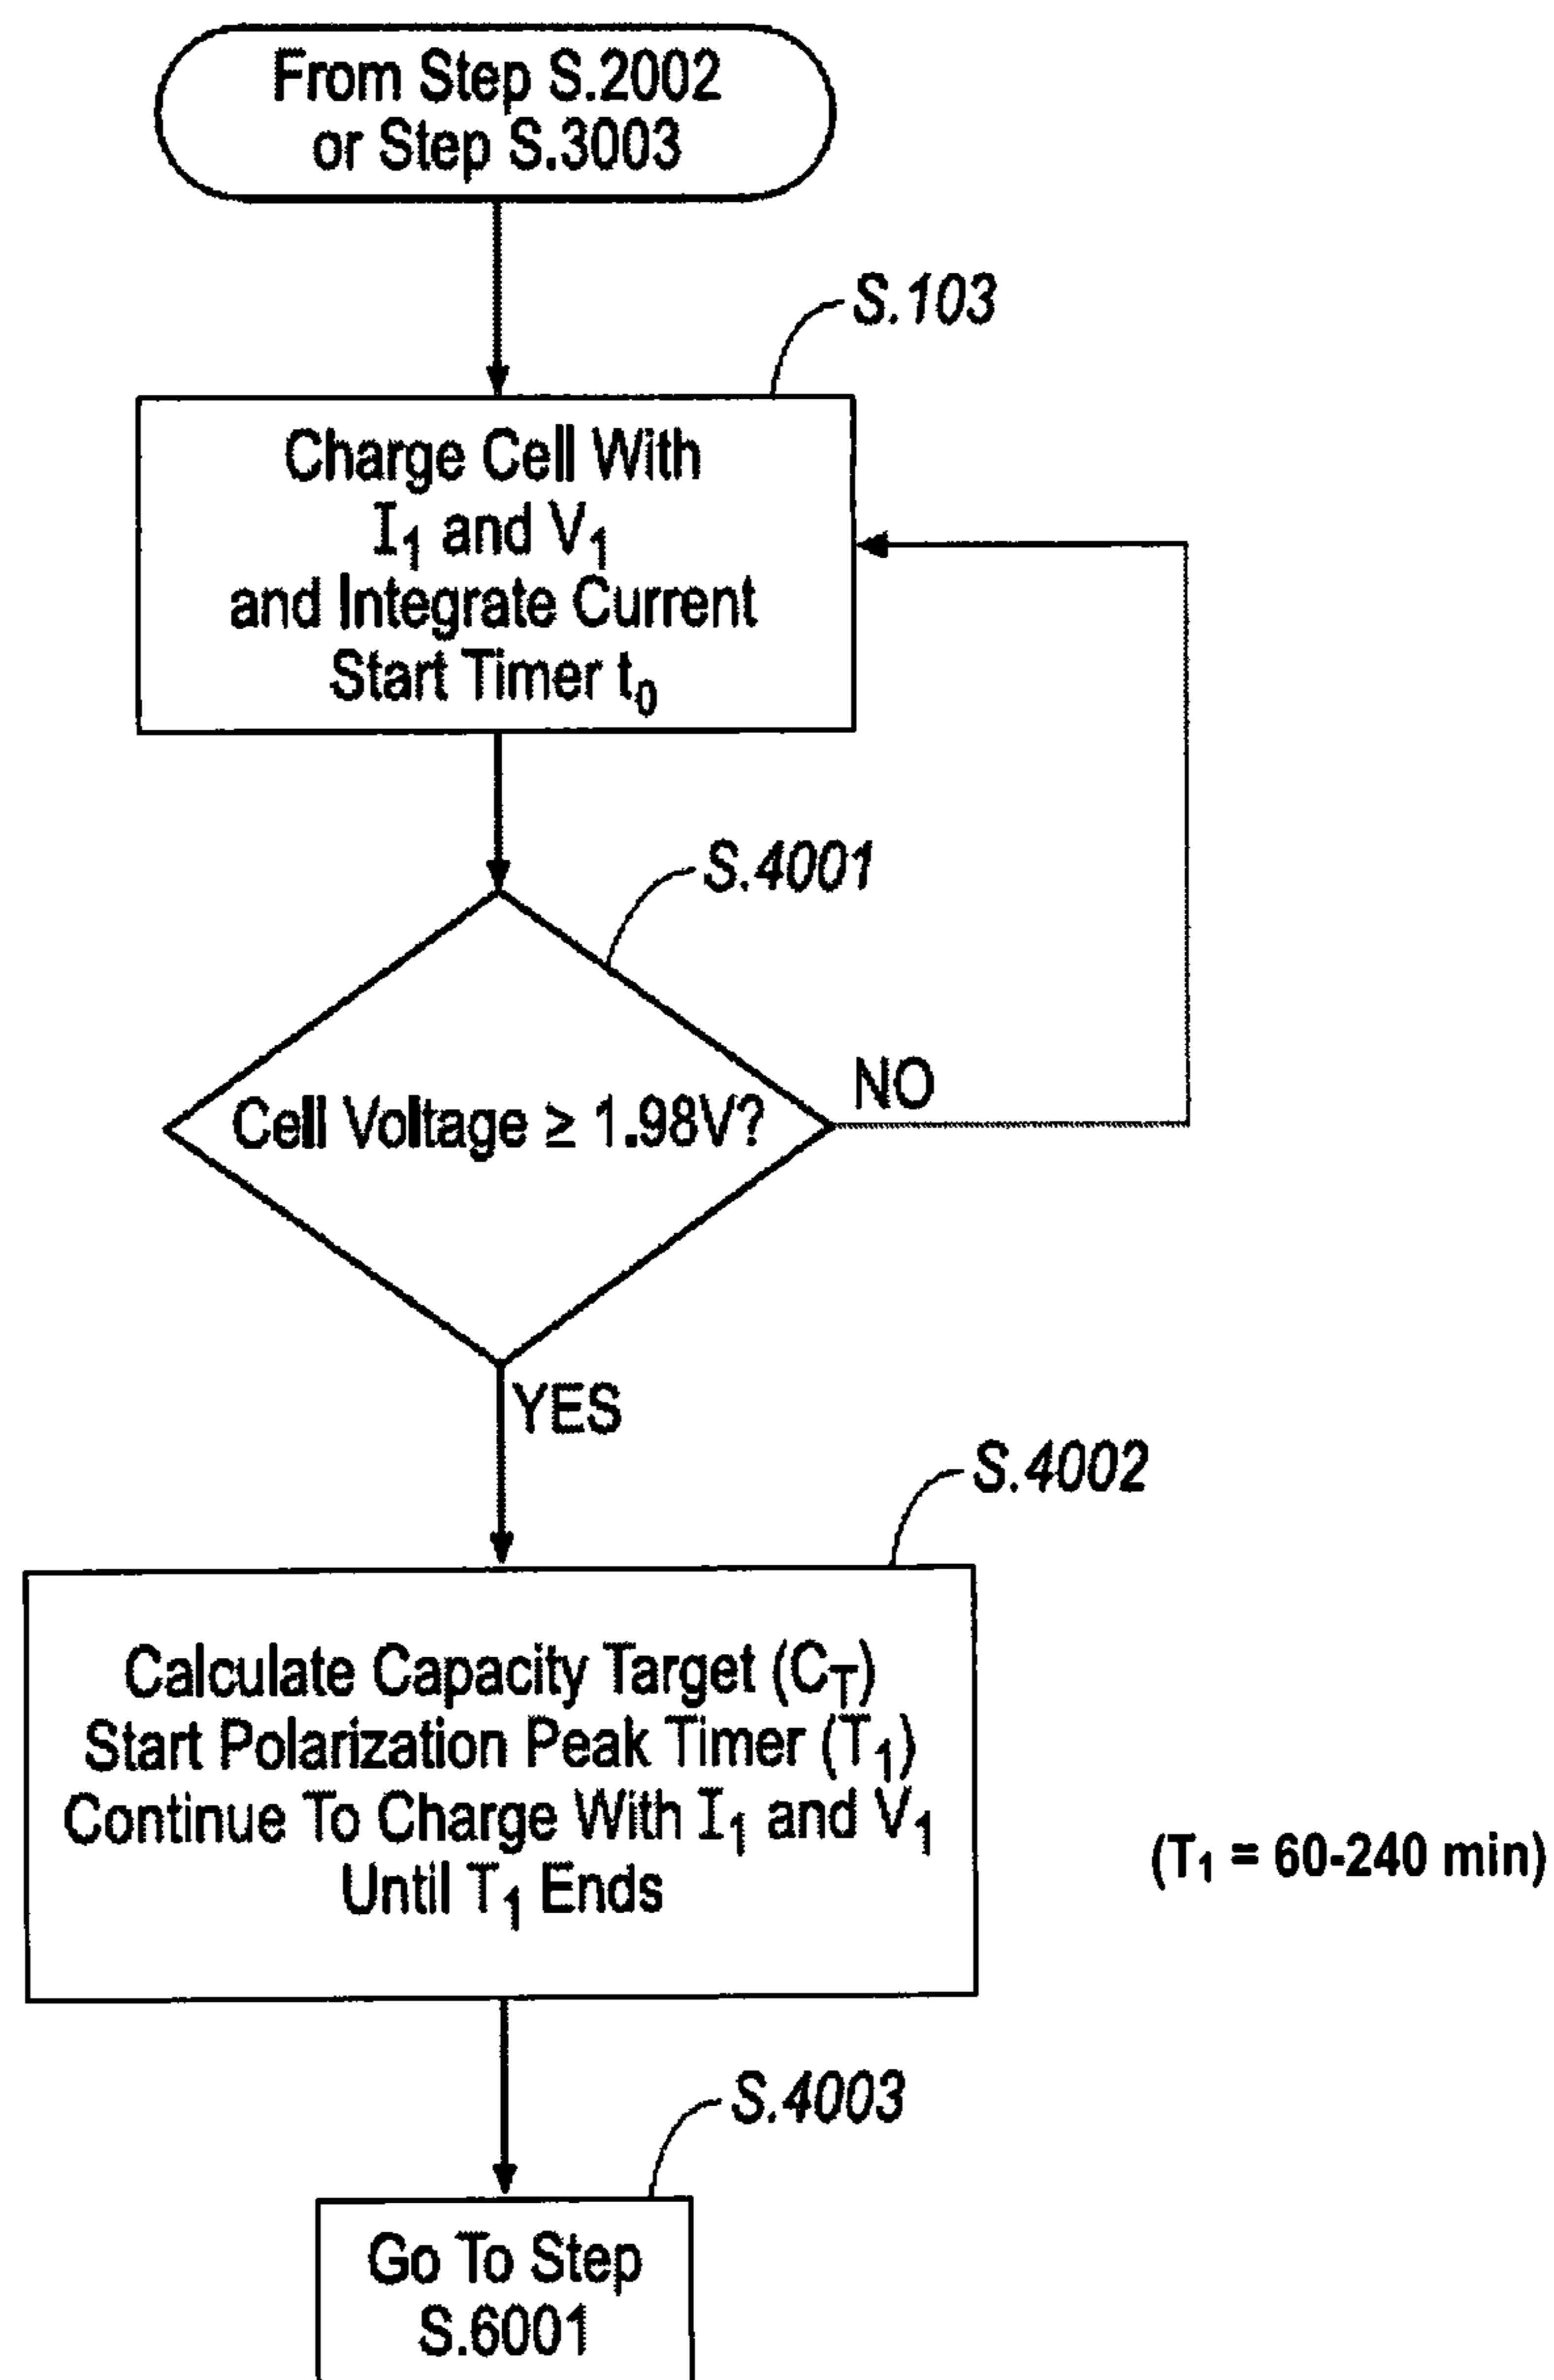 From Step S.2002
or Step S.3003
S.103
Charge Cell With
I₁ and V₁
and Integrate Current
Start Timer t₀
S.4001
Cell Voltage ≥ 1.98V?
NO
YES
S.4002
Calculate Capacity Target (C_T)
Start Polarization Peak Timer (T₁)
Continue To Charge With I₁ and V₁
Until T₁ Ends
(T₁ = 60-240 min)
S.4003
Go To Step
S.6001